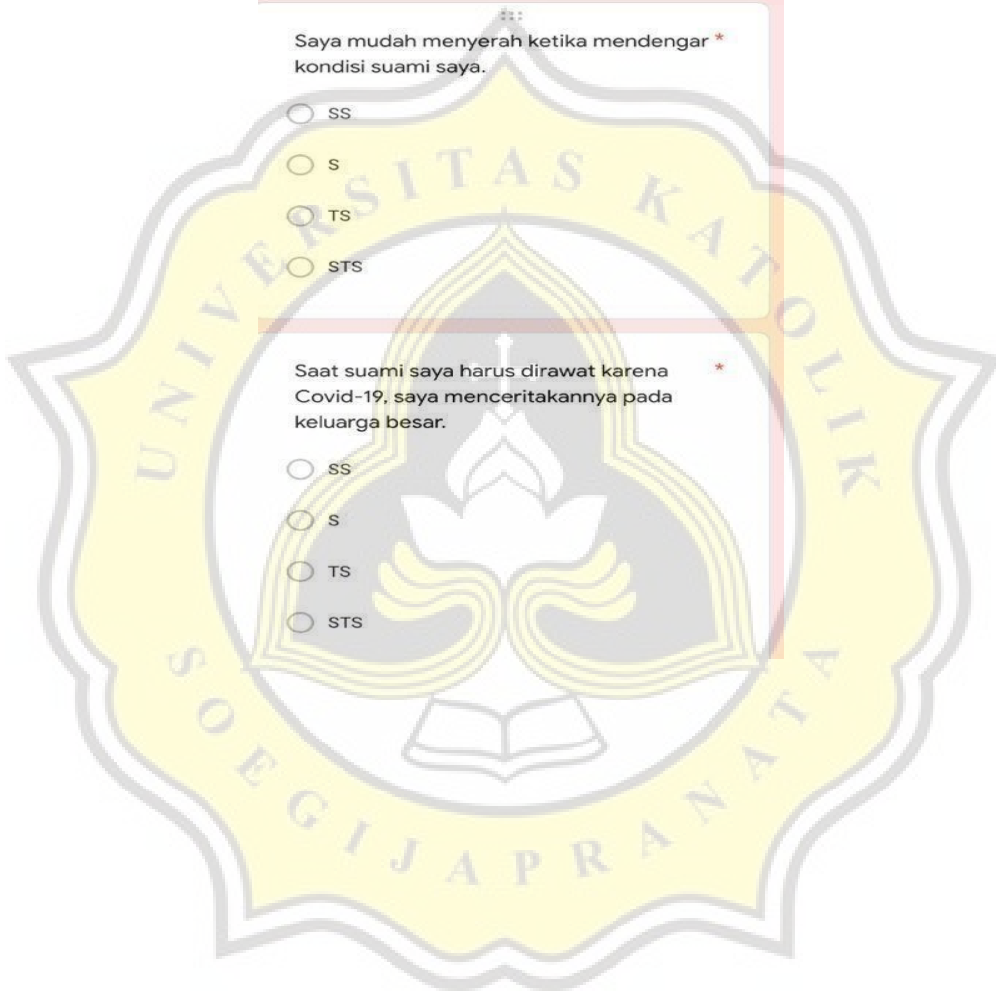 Saya mudah menyerah ketika mendengar *
kondisi suami saya.
SS
S
TS
STS
Saat suami saya harus dirawat karena *
Covid-19, saya menceritakannya pada
keluarga besar.
SS
S
TS
STS
UNIVERSITAS KATOLIK
SOEGIJAPRANATA